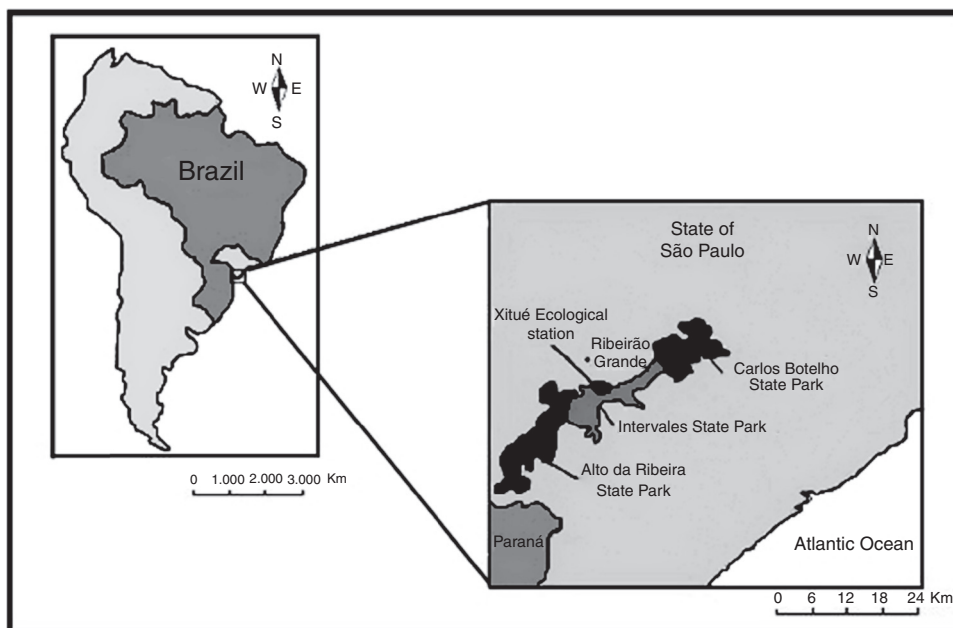 N
W E
S
Brazil
0 1.000 2.000 3.000 Km
State of
São Paulo
N
W E
S
Xitué Ecological
station
Ribeirão
Grande
Carlos Botelho
State Park
Intervales State Park
Alto da Ribeira
State Park
Paraná
Atlantic Ocean
0 6 12 18 24 Km